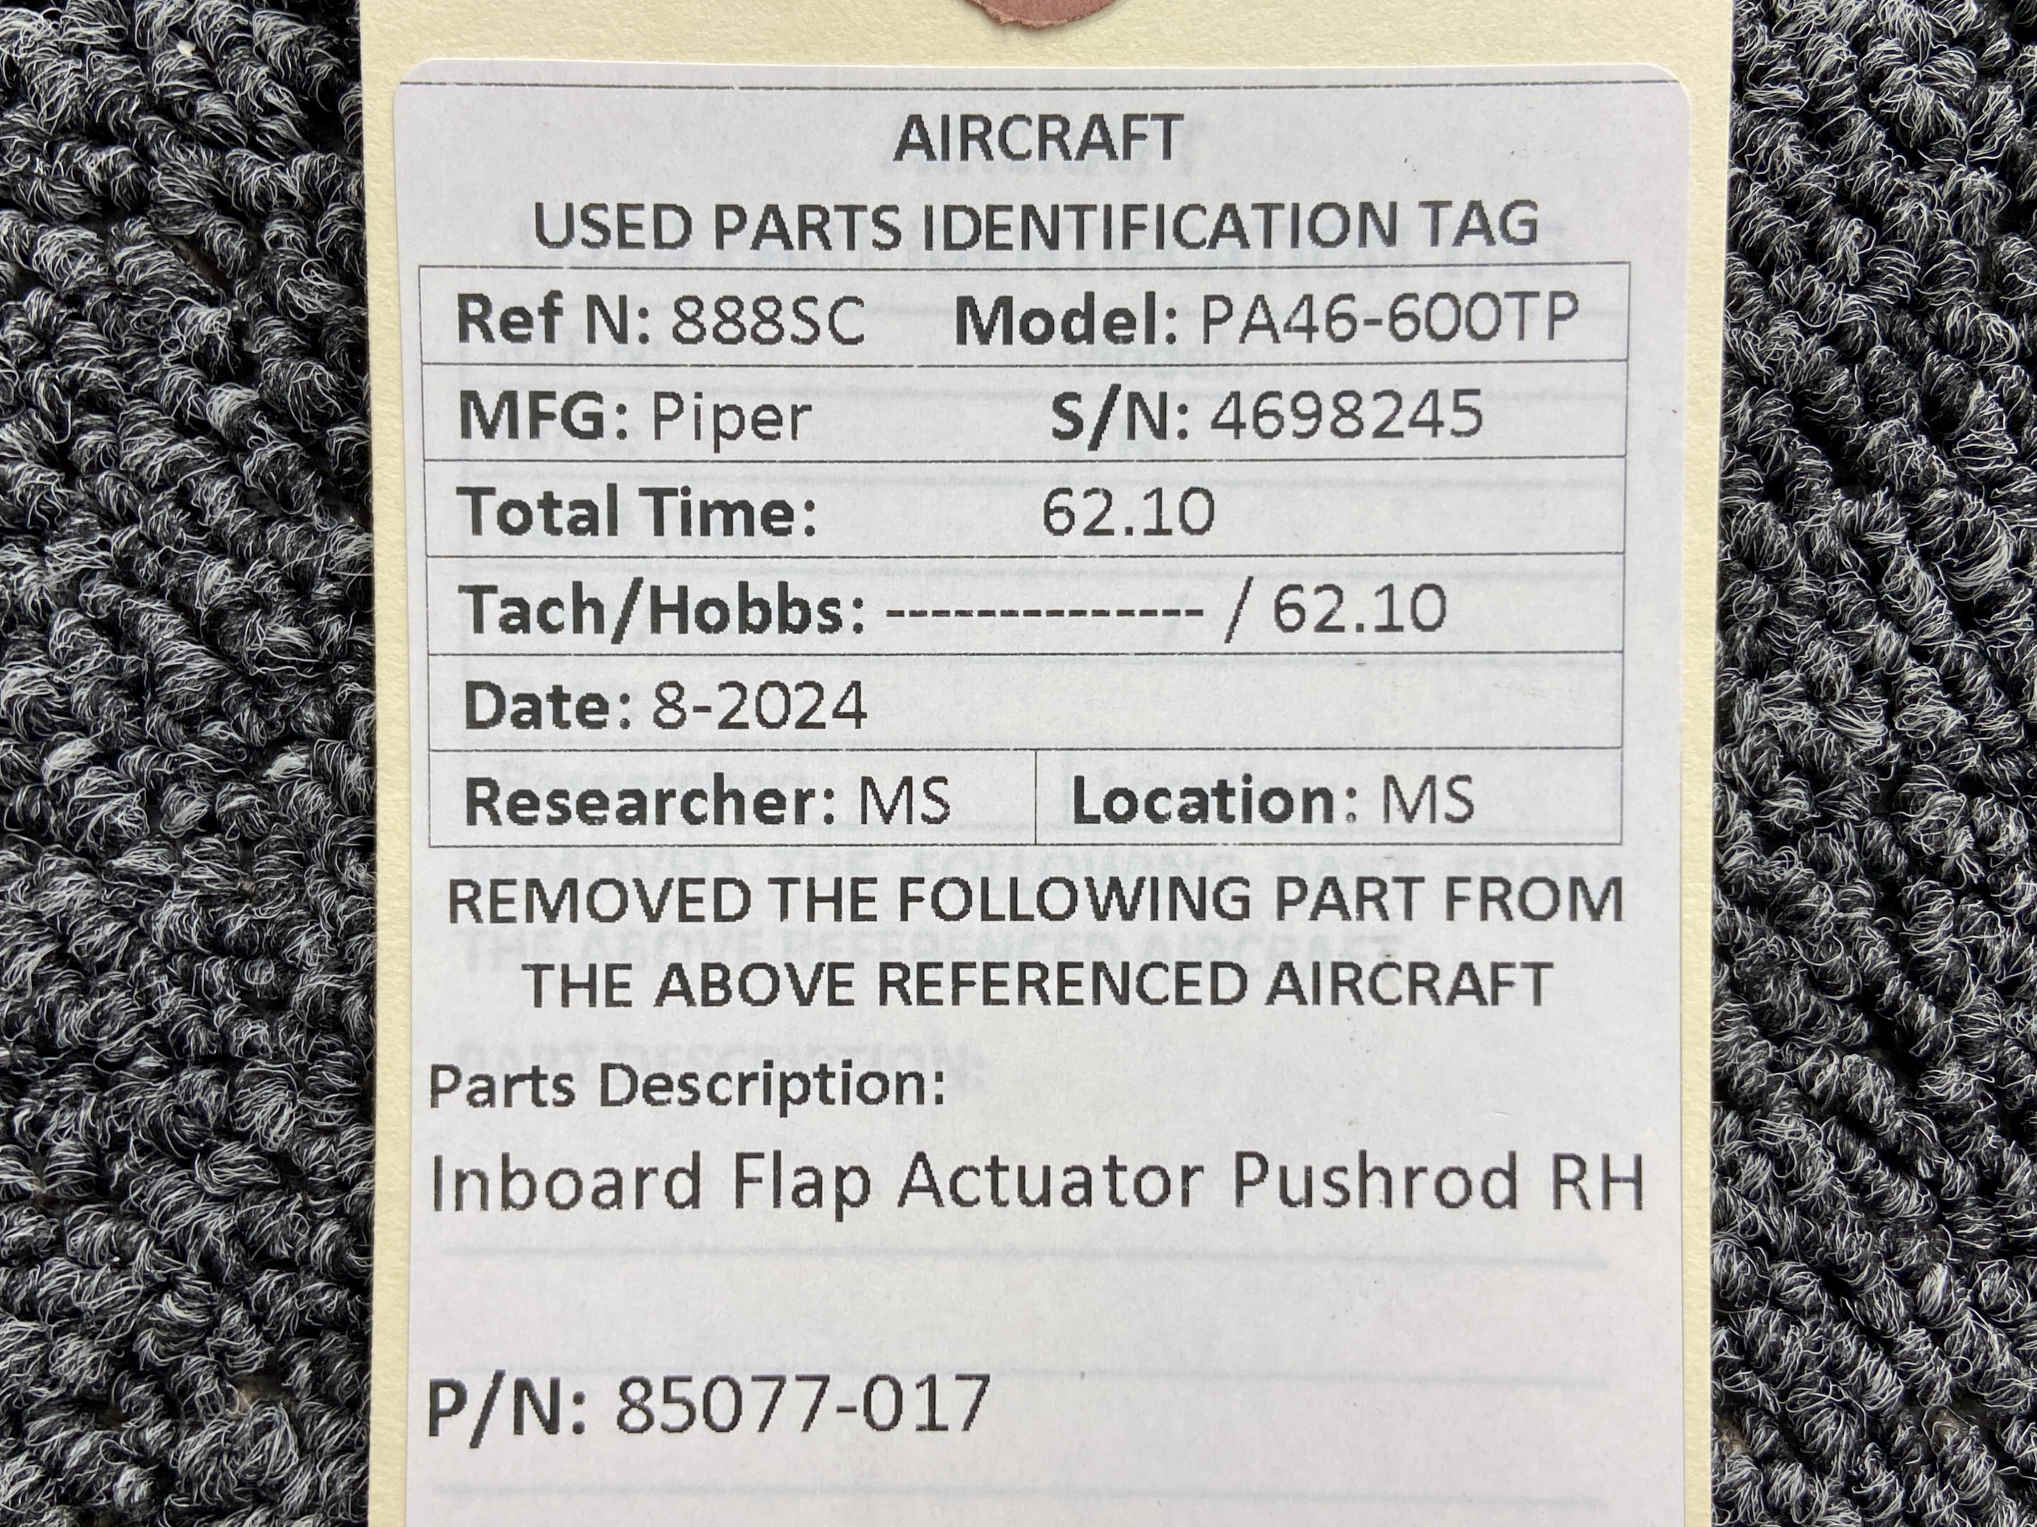 AIRCRAFT
USED PARTS IDENTIFICATION TAG
Ref N: 888SC Model: PA46-600TP
MFG: Piper S/N: 4698245
Total Time: 62.10
Tach/Hobbs: -------------- / 62.10
Date: 8-2024
Researcher: MS Location: MS
REMOVED THE FOLLOWING PART FROM
THE ABOVE REFERENCED AIRCRAFT
Parts Description:
Inboard Flap Actuator Pushrod RH
P/N: 85077-017